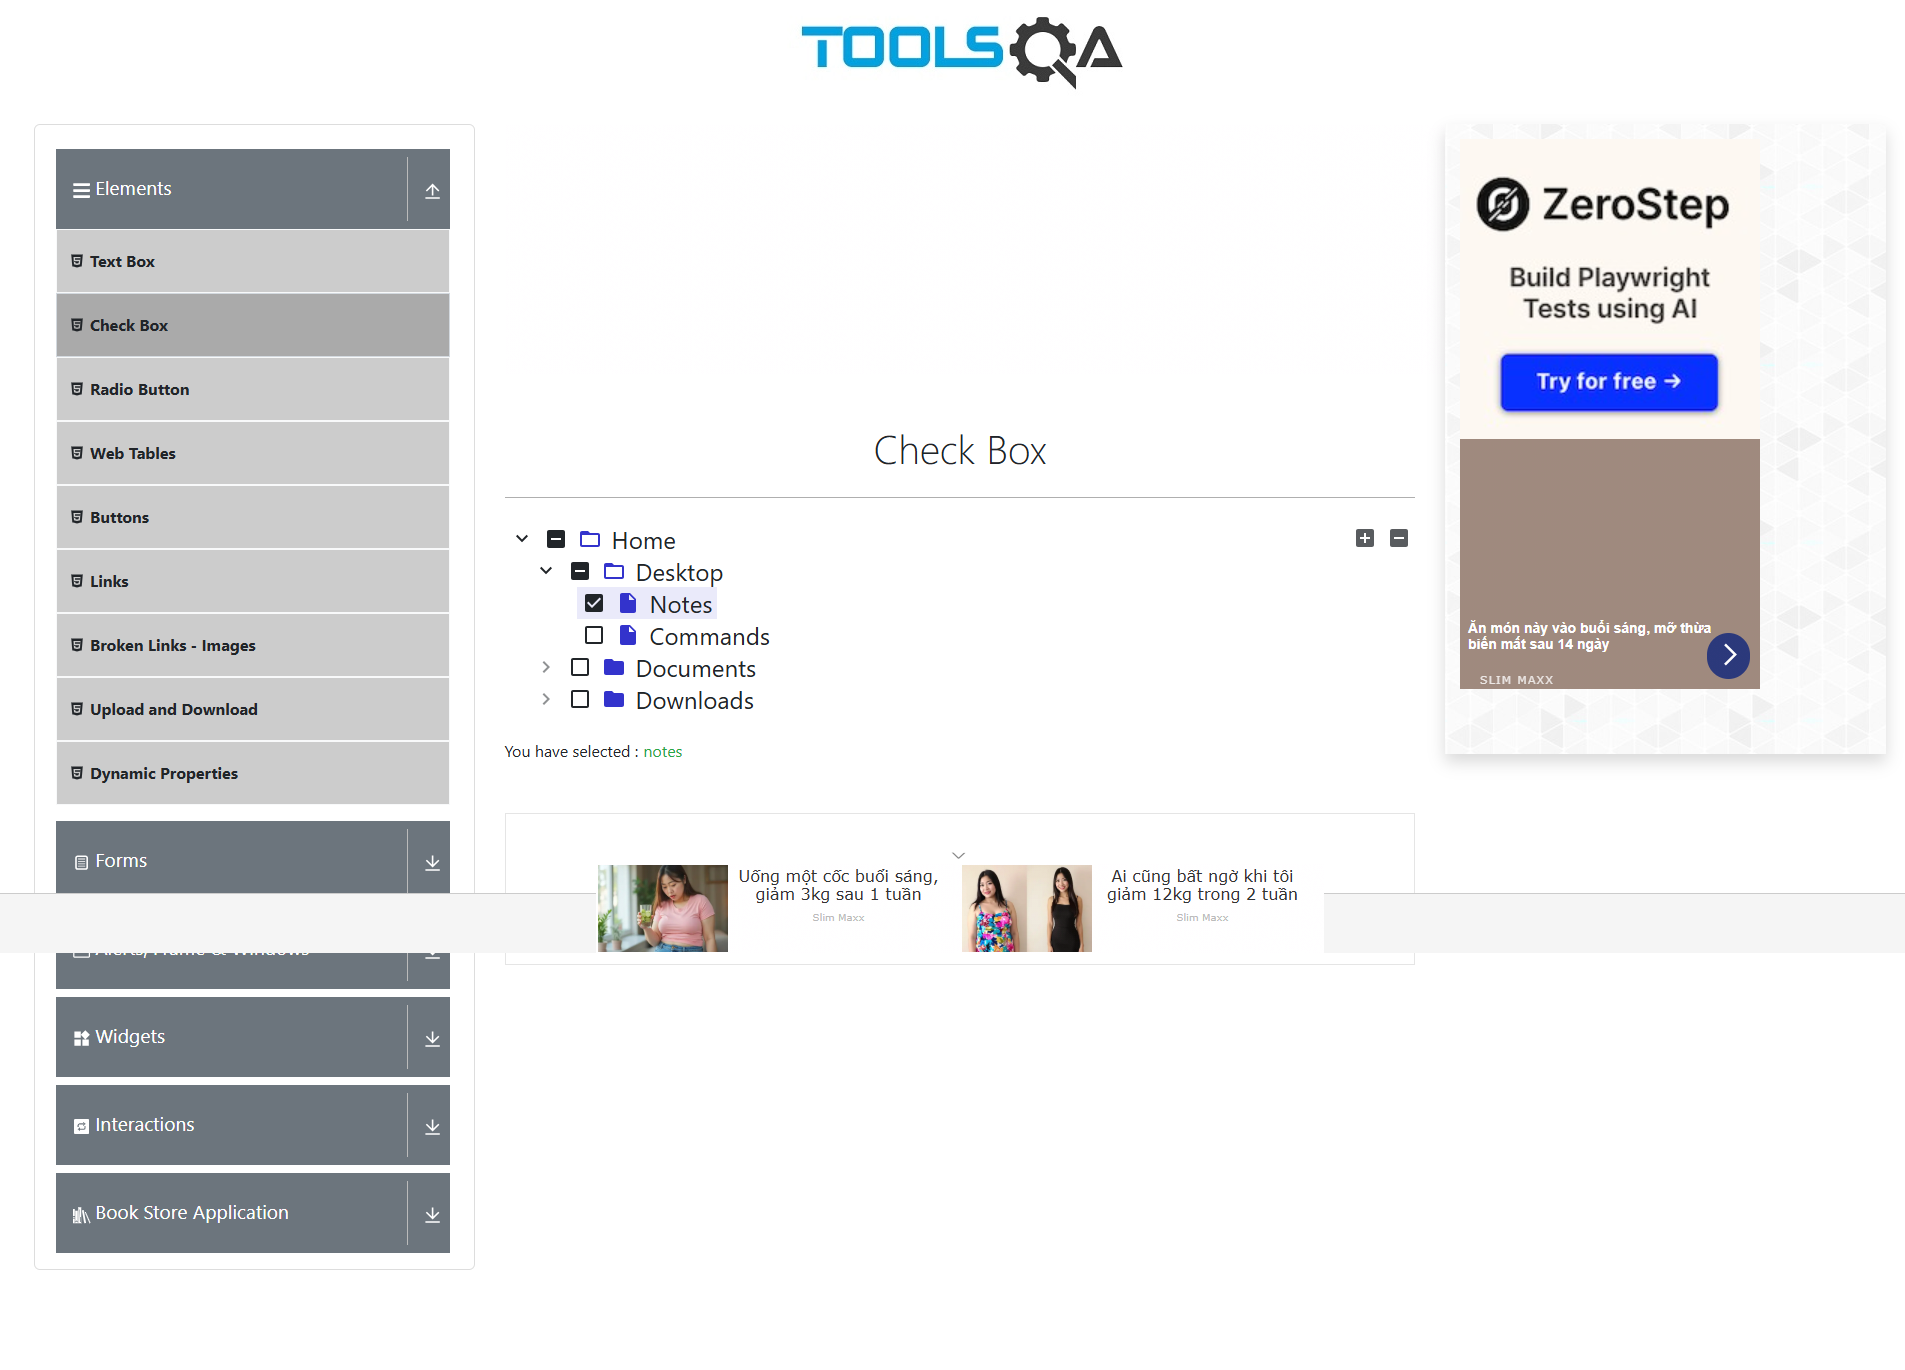 TOOLSQA
Elements
Text Box
Check Box
Radio Button
Web Tables
Buttons
Links
Broken Links - Images
Upload and Download
Dynamic Properties
Forms
Alerts, Frame & Windows
Widgets
Interactions
Book Store Application
Check Box
Home
Desktop
Notes
Commands
Documents
Downloads
You have selected : notes
Uống một cốc buổi sáng,
giảm 3kg sau 1 tuần
Slim Maxx
Ai cũng bất ngờ khi tôi
giảm 12kg trong 2 tuần
Slim Maxx
ZeroStep
Build Playwright
Tests using AI
Try for free →
Ăn món này vào buổi sáng, mỡ thừa
biến mất sau 14 ngày
SLIM MAXX